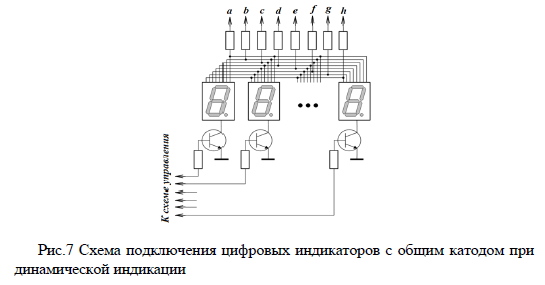 a b c d e f g h
К схеме управления
Рис.7 Схема подключения цифровых индикаторов с общим катодом при
динамической индикации